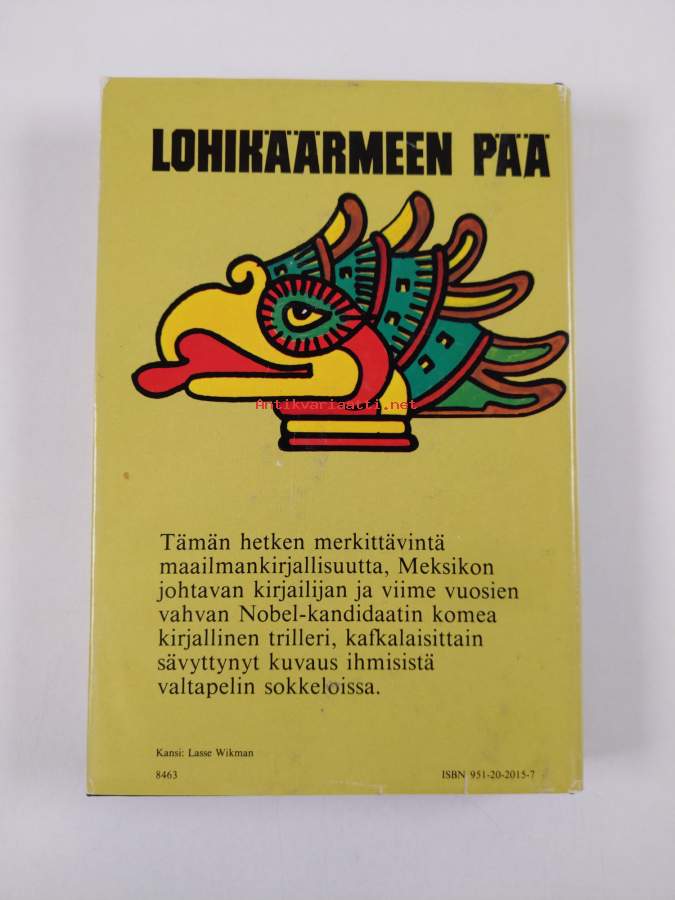 LOHIKÄÄRMEEN PÄÄ
Antikvariaatti.net
Tämän hetken merkittävintä
maailmankirjallisuutta, Meksikon
johtavan kirjailijan ja viime vuosien
vahvan Nobel-kandidaatin komea
kirjallinen trilleri, kafkalaisittain
sävyttynyt kuvaus ihmisistä
valtapelin sokkeloissa.
Kansi: Lasse Wikman
8463 ISBN 951-20-2015-7